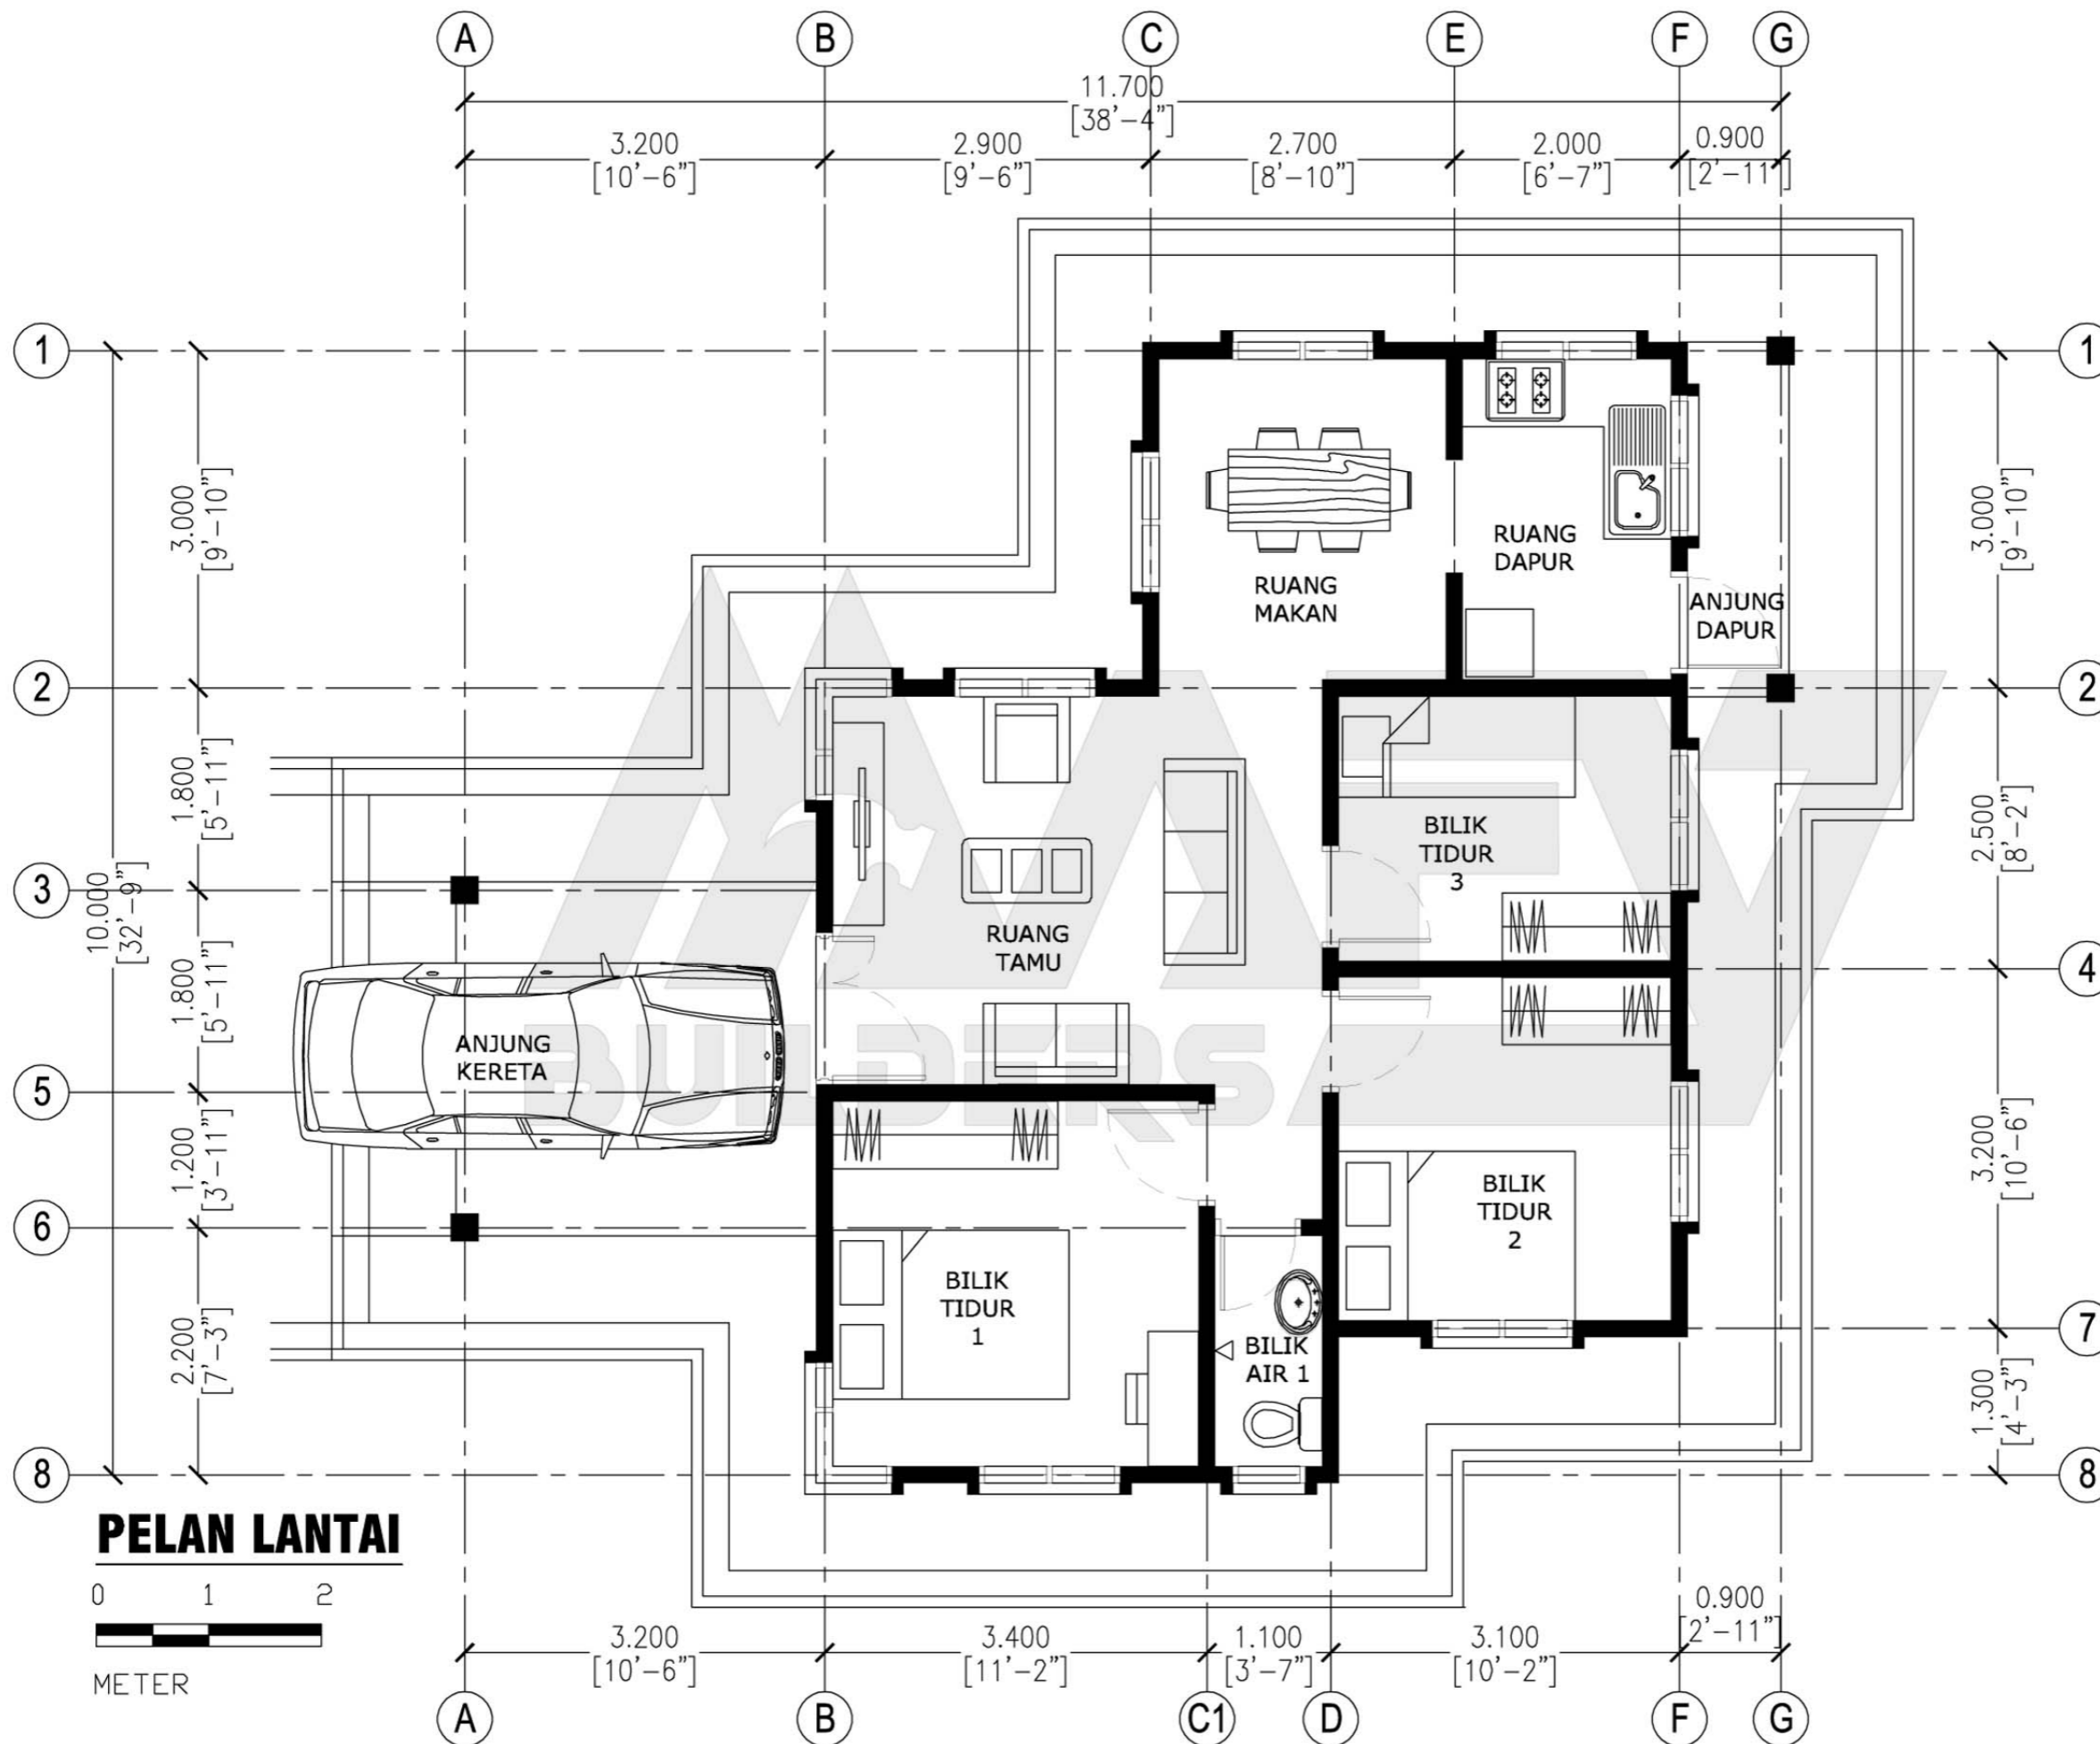 A B C E F G
11.700
[38'-4"]
3.200 2.900 2.700 2.000 0.900
[10'-6"] [9'-6"] [8'-10"] [6'-7"] [2'-11"]
1 1
3.000
[9'-10"]
3.000
[9'-10"]
RUANG
DAPUR
RUANG
MAKAN
ANJUNG
DAPUR
2 2
1.800
[5'-11"]
2.500
[8'-2"]
BILIK
TIDUR
3
3
10.000
[32'-9"]
RUANG
TAMU
4
1.800
[5'-11"]
ANJUNG
KERETA
BUILDERS
5
1.200
[3'-11"]
3.200
[10'-6"]
BILIK
TIDUR
2
6
BILIK
TIDUR
1
2.200
[7'-3"]
7
BILIK
AIR 1
1.300
[4'-3"]
8 8
PELAN LANTAI
0 1 2
METER
0.900
[2'-11"]
3.200 3.400 1.100 3.100
[10'-6"] [11'-2"] [3'-7"] [10'-2"]
A B C1 D F G